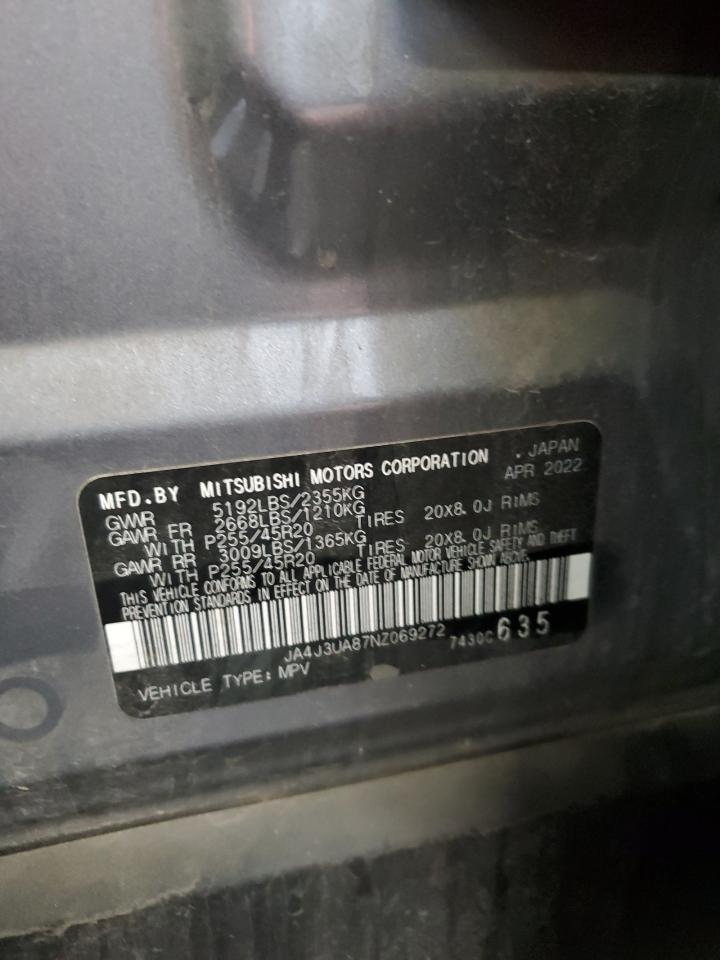 MFD.BY MITSUBISHI MOTORS CORPORATION . JAPAN
APR 2022
GVWR 5192LBS/2355KG
GAWR FR 2668LBS/1210KG
WITH P255/45R20 TIRES 20X8.0J RIMS
GAWR RR 3009LBS/1365KG
WITH P255/45R20 TIRES 20X8.0J RIMS
THIS VEHICLE CONFORMS TO ALL APPLICABLE FEDERAL MOTOR VEHICLE SAFETY AND THEFT
PREVENTION STANDARDS IN EFFECT ON THE DATE OF MANUFACTURE SHOWN ABOVE.
JA4J3UA87NZ069272 7430C 635
VEHICLE TYPE: MPV